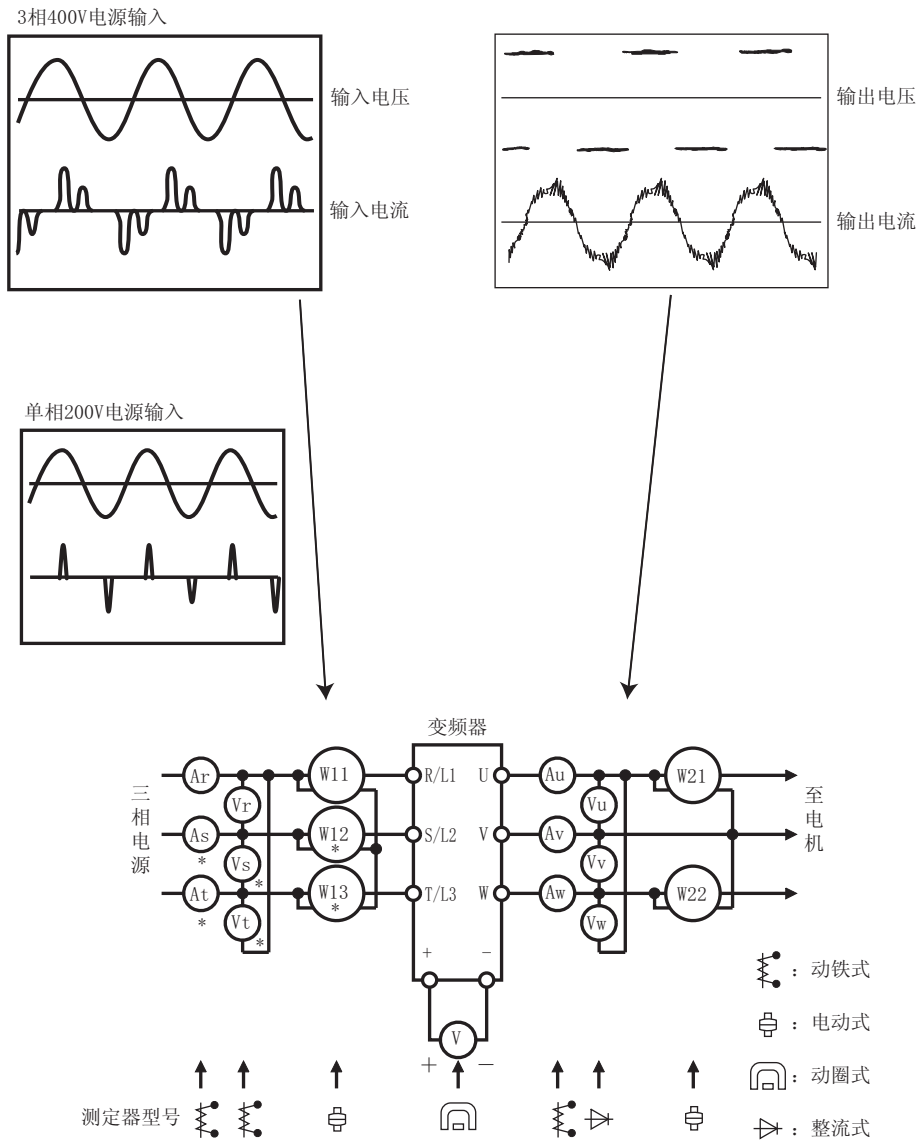 3相400V电源输入
输入电压
输入电流
输出电压
输出电流
单相200V电源输入
变频器
三相电源
Ar
Vr
W11
R/L1
U
Au
Vu
W21
至电机
As
*
Vs
*
W12
*
S/L2
V
Av
Vv
At
*
Vt
*
W13
*
T/L3
W
Aw
Vw
W22
+
−
V
+
−
：动铁式
：电动式
：动圈式
：整流式
测定器型号